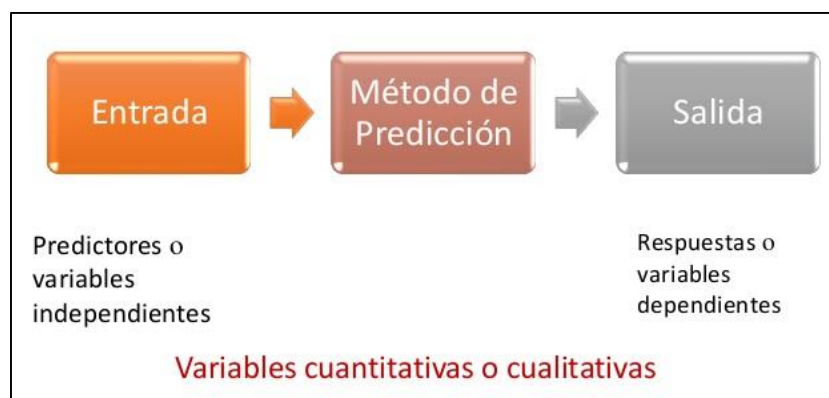 Entrada
Método de
Predicción
Salida
Predictores o
variables
independientes
Respuestas o
variables
dependientes
Variables cuantitativas o cualitativas